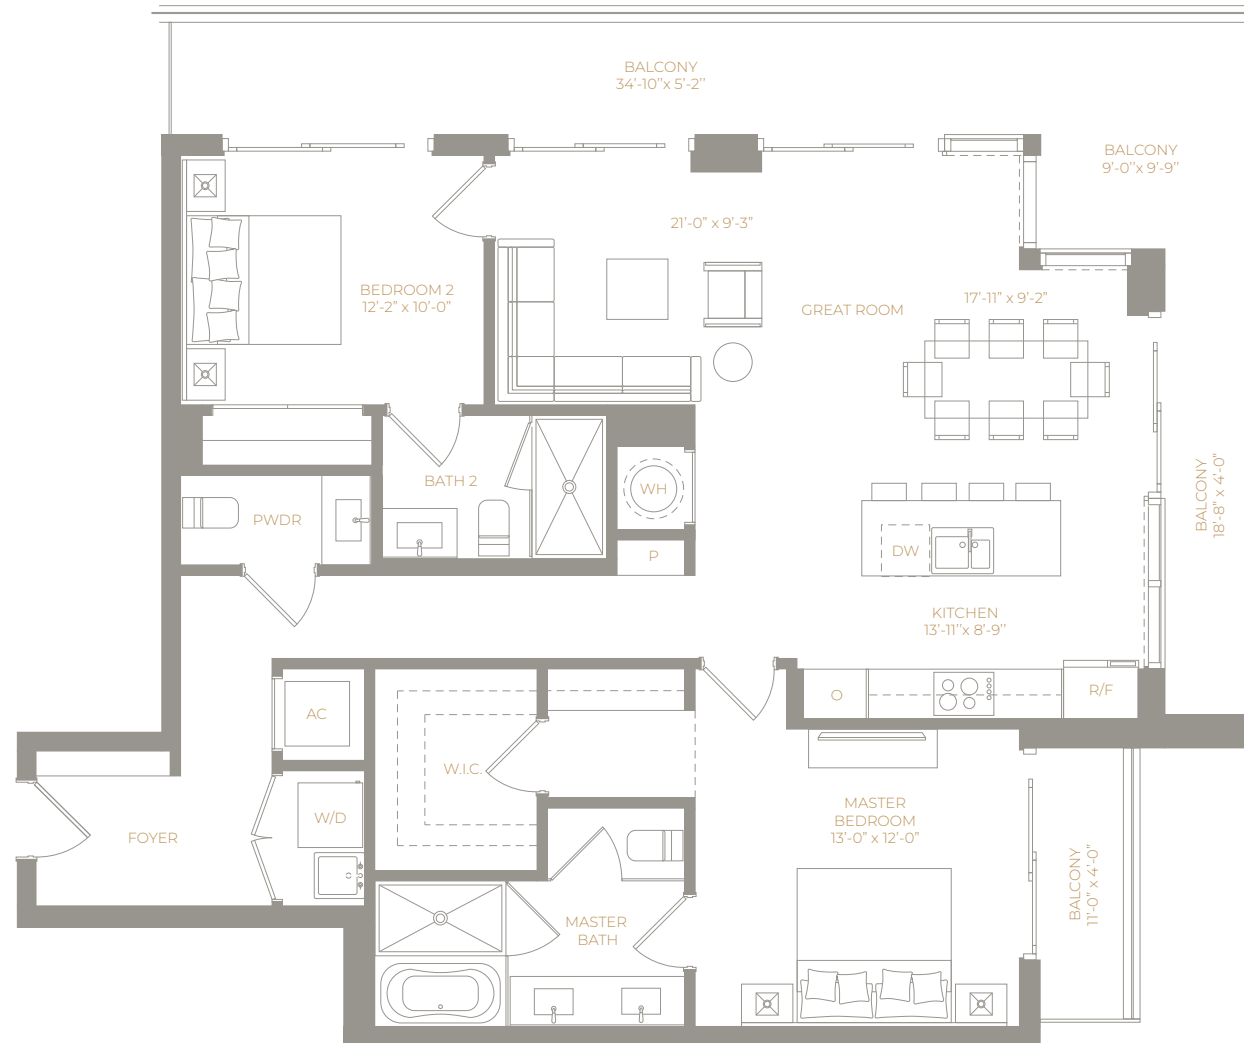 BALCONY
34'-10''x 5'-2''
BALCONY
9'-0''x 9'-9''
21'-0" x 9'-3"
BEDROOM 2
12'-2" x 10'-0"
17'-11" x 9'-2"
GREAT ROOM
BATH 2
WH
PWDR
BALCONY
18'-8" x 4'-0"
DW
P
KITCHEN
13'-11''x 8'-9''
O
R/F
AC
W.I.C.
MASTER
BEDROOM
13'-0" x 12'-0"
W/D
FOYER
BALCONY
11'-0" x 4'-0"
MASTER
BATH